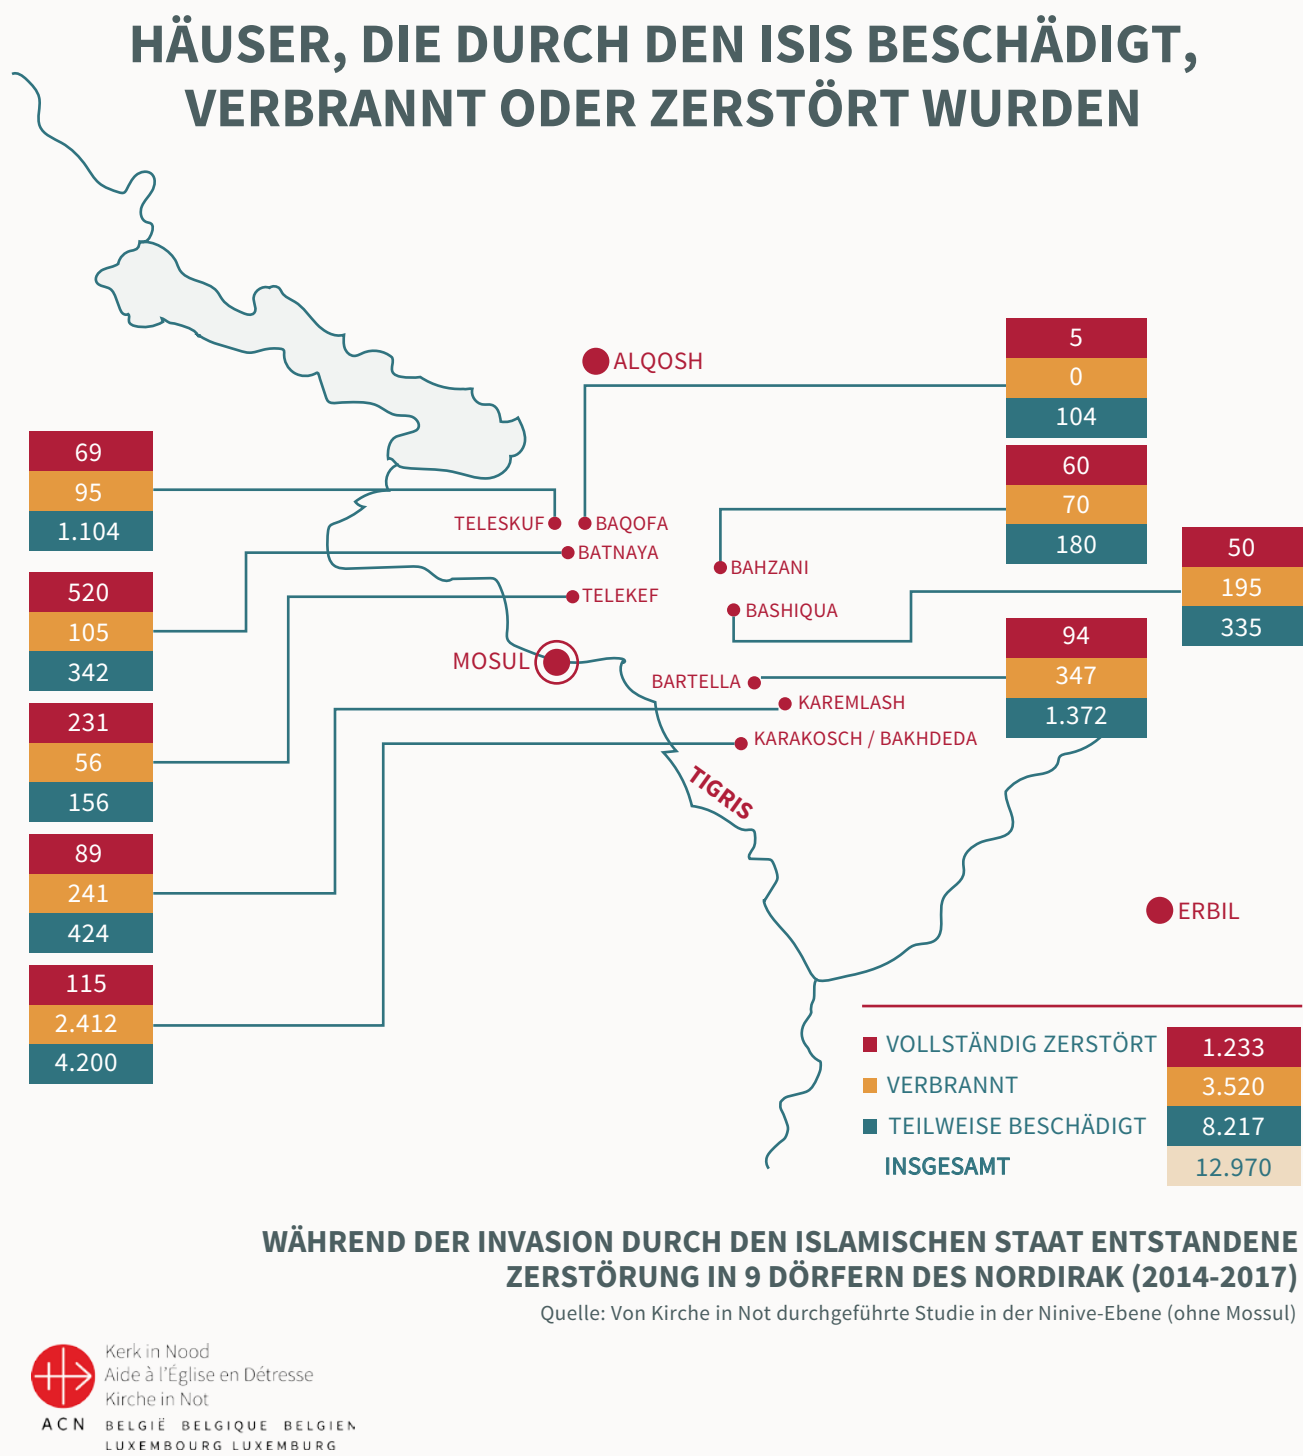 HÄUSER, DIE DURCH DEN ISIS BESCHÄDIGT,
VERBRANNT ODER ZERSTÖRT WURDEN
ALQOSH
5
0
104
69
95
1.104
60
70
180
TELESKUF
BAQOFA
BATNAYA
BAHZANI
TELEKEF
BASHIQUA
50
195
335
520
105
342
MOSUL
BARTELLA
KAREMLASH
KARAKOSCH / BAKHDEDA
94
347
1.372
231
56
156
TIGRIS
89
241
424
ERBIL
115
2.412
4.200
VOLLSTÄNDIG ZERSTÖRT 1.233
VERBRANNT 3.520
TEILWEISE BESCHÄDIGT 8.217
INSGESAMT 12.970
WÄHREND DER INVASION DURCH DEN ISLAMISCHEN STAAT ENTSTANDENE
ZERSTÖRUNG IN 9 DÖRFERN DES NORDIRAK (2014-2017)
Quelle: Von Kirche in Not durchgeführte Studie in der Ninive-Ebene (ohne Mossul)
Kerk in Nood
Aide à l'Église en Détresse
Kirche in Not
ACN BELGIË BELGIQUE BELGIEN
LUXEMBOURG LUXEMBURG